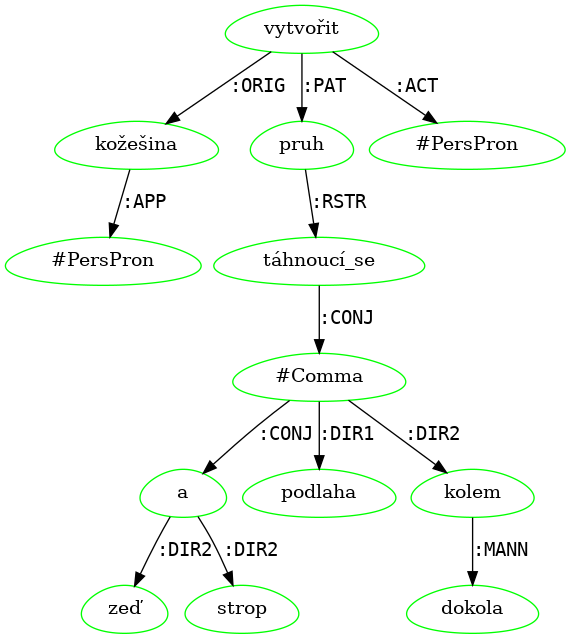 vytvořit
:ORIG :PAT :ACT
kožešina pruh #PersPron
:APP :RSTR
#PersPron táhnoucí_se
:CONJ
#Comma
:CONJ :DIR1 :DIR2
a podlaha kolem
:DIR2 :DIR2 :MANN
zeď strop dokola